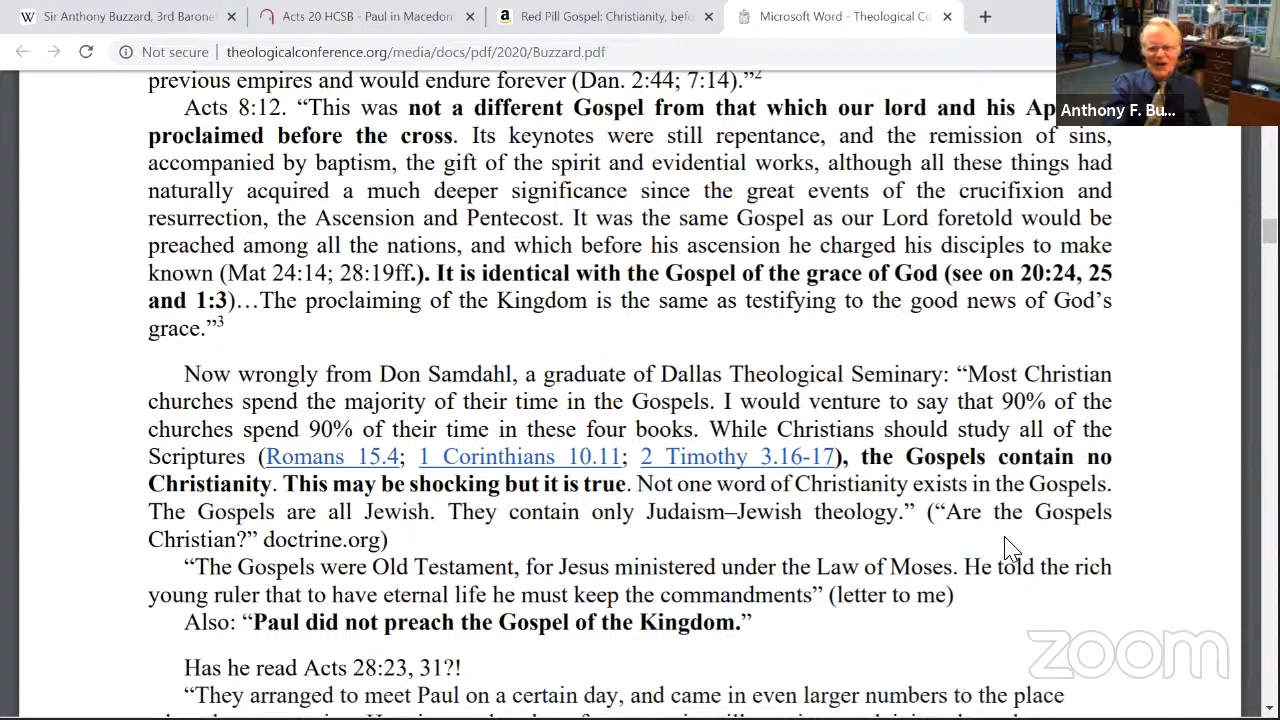 Sir Anthony Buzzard, 3rd Barone
Acts 20 HCSB - Paul in Macedon
Red Pill Gospel: Christianity, bef
Microsoft Word - Theological Co
Not secure | theologicalconference.org/media/docs/pdf/2020/Buzzard.pdf
Anthony F. Bu...
previous empires and would endure forever (Dan. 2:44; 7:14).”2
Acts 8:12. “This was not a different Gospel from that which our lord and his Ap
proclaimed before the cross. Its keynotes were still repentance, and the remission of sins,
accompanied by baptism, the gift of the spirit and evidential works, although all these things had
naturally acquired a much deeper significance since the great events of the crucifixion and
resurrection, the Ascension and Pentecost. It was the same Gospel as our Lord foretold would be
preached among all the nations, and which before his ascension he charged his disciples to make
known (Mat 24:14; 28:19ff.). It is identical with the Gospel of the grace of God (see on 20:24, 25
and 1:3)…The proclaiming of the Kingdom is the same as testifying to the good news of God’s
grace.”3
Now wrongly from Don Samdahl, a graduate of Dallas Theological Seminary: “Most Christian
churches spend the majority of their time in the Gospels. I would venture to say that 90% of the
churches spend 90% of their time in these four books. While Christians should study all of the
Scriptures (Romans 15.4; 1 Corinthians 10.11; 2 Timothy 3.16-17), the Gospels contain no
Christianity. This may be shocking but it is true. Not one word of Christianity exists in the Gospels.
The Gospels are all Jewish. They contain only Judaism–Jewish theology.” (“Are the Gospels
Christian?” doctrine.org)
“The Gospels were Old Testament, for Jesus ministered under the Law of Moses. He told the rich
young ruler that to have eternal life he must keep the commandments” (letter to me)
Also: “Paul did not preach the Gospel of the Kingdom.”
Has he read Acts 28:23, 31?!
“They arranged to meet Paul on a certain day, and came in even larger numbers to the place
zoom